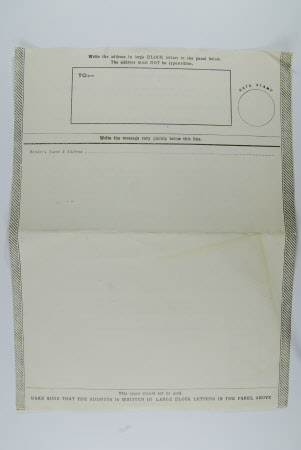 Write the address in large BLOCK letters in the panel below.
The address must NOT be typewritten.
TO:—
DATE STAMP
Write the message very plainly below this line.
Sender's Name & Address
This space should not be used
MAKE SURE THAT THE ADDRESS IS WRITTEN IN LARGE BLOCK LETTERS IN THE PANEL ABOVE